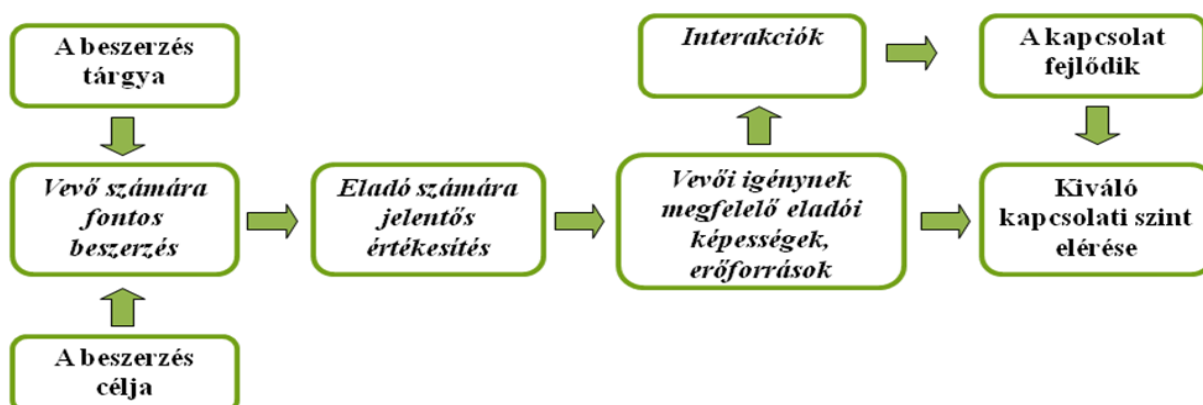 A beszerzés
tárgya
Interakciók
A kapcsolat
fejlődik
Vevő számára
fontos
beszerzés
Eladó számára
jelentős
értékesítés
Vevői igénynek
megfelelő eladói
képességek,
erőforrások
Kiváló
kapcsolati szint
elérése
A beszerzés
célja